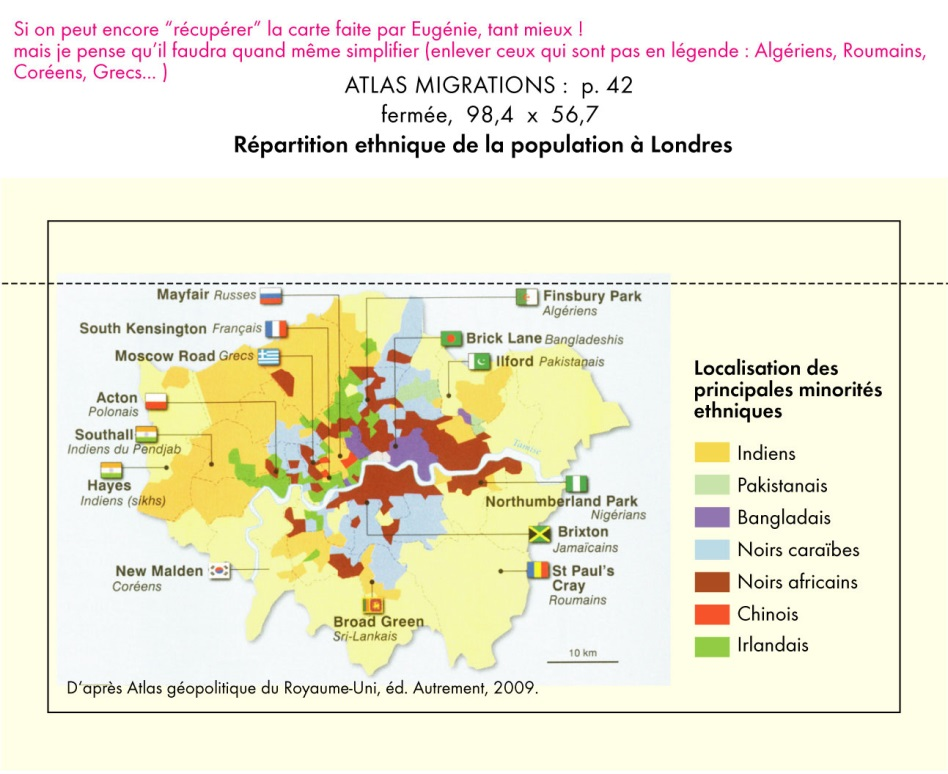 Si on peut encore “récupérer” la carte faite par Eugénie, tant mieux !
mais je pense qu’il faudra quand même simplifier (enlever ceux qui sont pas en légende : Algériens, Roumains,
Coréens, Grecs... )
ATLAS MIGRATIONS : p. 42
fermée, 98,4 x 56,7
Répartition ethnique de la population à Londres
Mayfair Russes
Finsbury Park
Algériens
South Kensington Français
Brick Lane Bangladeshis
Moscow Road Grecs
Ilford Pakistanais
Acton
Polonais
Southall
Indiens du Pendjab
Hayes
Indiens (sikhs)
Tamise
Northumberland Park
Nigérians
Brixton
Jamaïcains
New Malden
Coréens
St Paul’s
Cray
Roumains
Broad Green
Sri-Lankais
10 km
Localisation des
principales minorités
ethniques
Indiens
Pakistanais
Bangladais
Noirs caraïbes
Noirs africains
Chinois
Irlandais
D‘après Atlas géopolitique du Royaume-Uni, éd. Autrement, 2009.